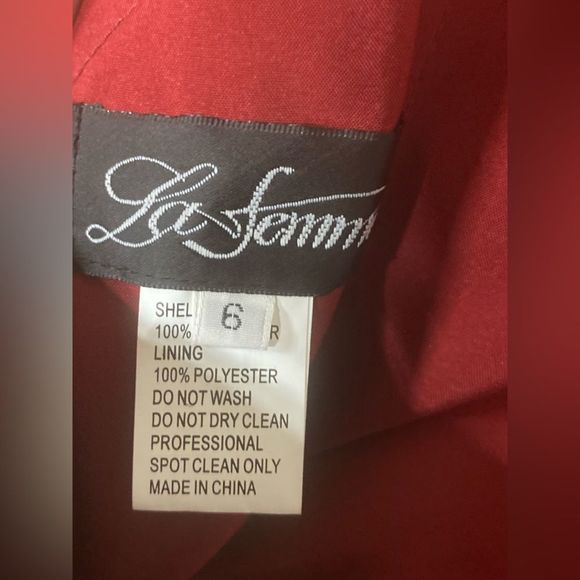 La Femm
6
SHEL
100% R
LINING
100% POLYESTER
DO NOT WASH
DO NOT DRY CLEAN
PROFESSIONAL
SPOT CLEAN ONLY
MADE IN CHINA